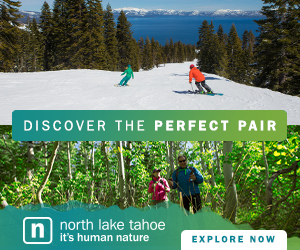 DISCOVER THE PERFECT PAIR
n
north lake tahoe
it's human nature
EXPLORE NOW